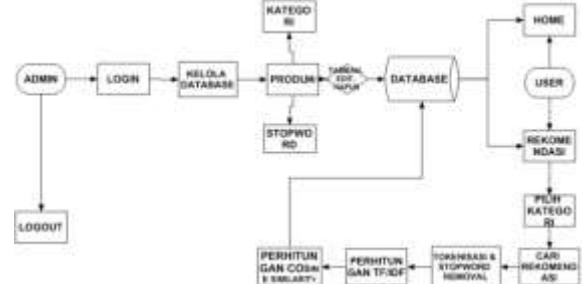 KATEGO
RI
HOME
ADMIN
LOGIN
KELOLA
DATABASE
PRODUK
TAMBAH,
EDIT,
HAPUS
DATABASE
USER
STOPWO
RD
REKOME
NDASI
PILIH
KATEGO
RI
LOGOUT
PERHITUN
GAN COSIN
E SIMILARITY
PERHITUN
GAN TF/IDF
TOKENISASI &
STOPWORD
REMOVAL
CARI
REKOMEND
ASI